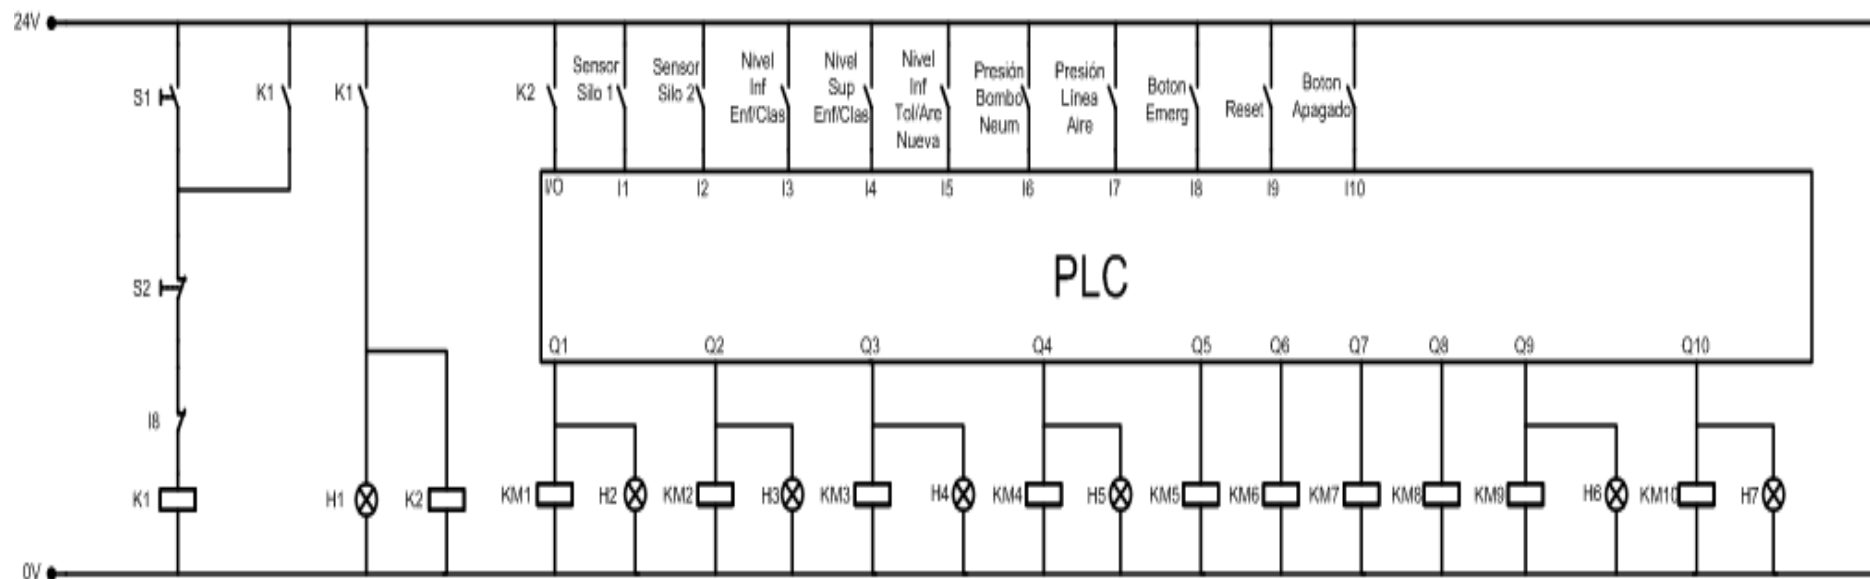 24V
S1
K1
K1
K2
Sensor
Silo 1
Sensor
Silo 2
Nivel
Inf
Enf/Clas
Nivel
Sup
Enf/Clas
Nivel
Inf
Tol/Are
Nueva
Presión
Bombo
Neum
Presión
Línea
Aire
Boton
Emerg
Reset
Boton
Apagado
I/O
I1
I2
I3
I4
I5
I6
I7
I8
I9
I10
S2
PLC
Q1
Q2
Q3
Q4
Q5
Q6
Q7
Q8
Q9
Q10
I8
K1
H1
K2
KM1
H2
KM2
H3
KM3
H4
KM4
H5
KM5
KM6
KM7
KM8
KM9
H6
KM10
H7
0V